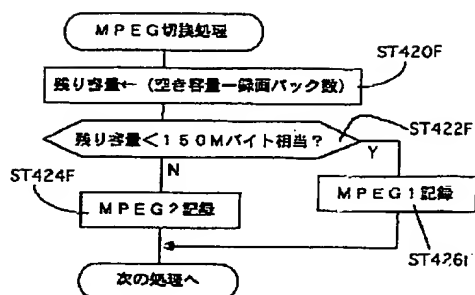 MPEG切換処理
ST420F
残り容量←(空き容量－録画パック数)
残り容量<150Mバイト相当?
ST422F
Y
N
ST424F
MPEG2記録
MPEG1記録
ST426F
次の処理へ